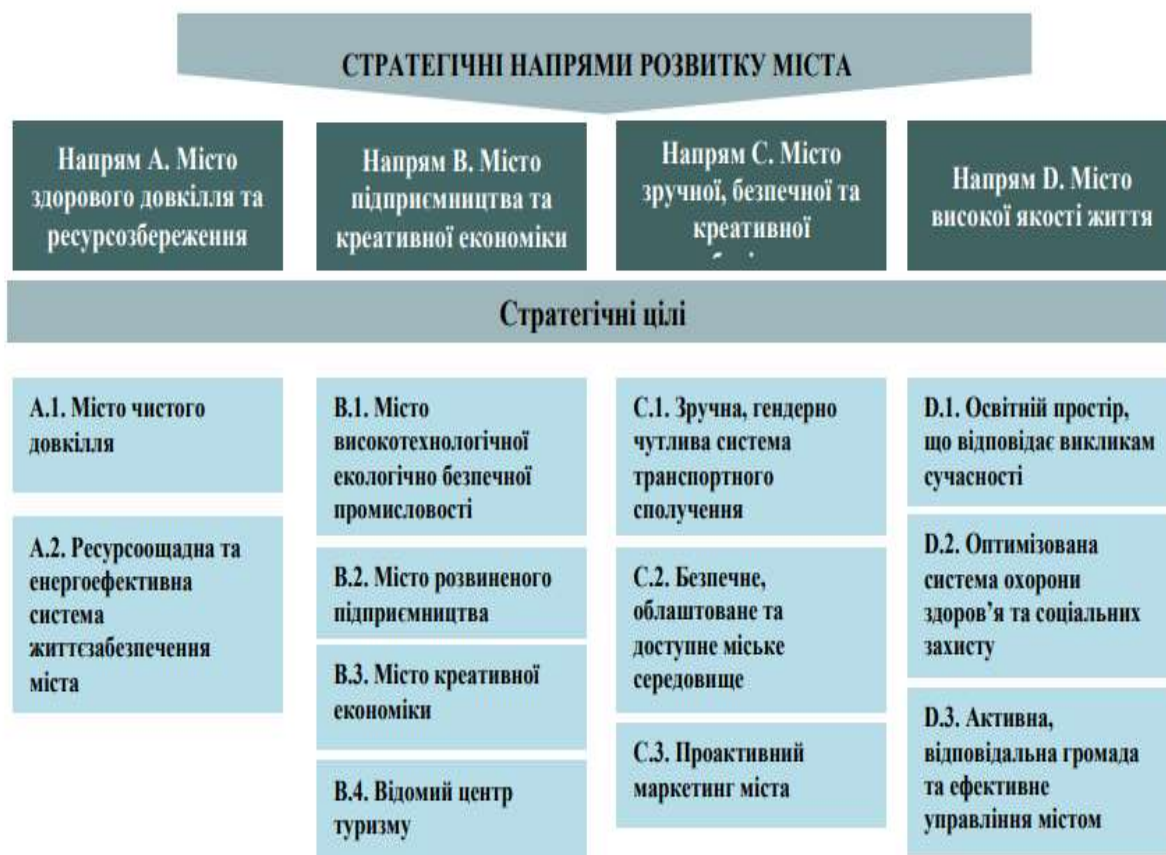 СТРАТЕГІЧНІ НАПРЯМИ РОЗВИТКУ МІСТА
Напрям А. Місто
здорового довкілля та
ресурсозбереження
Напрям В. Місто
підприємництва та
креативної економіки
Напрям С. Місто
зручної, безпечної та
креативної
Напрям D. Місто
високої якості життя
Стратегічні цілі
А.1. Місто чистого
довкілля
А.2. Ресурсоощадна та
енергоефективна
система
життєзабезпечення
міста
В.1. Місто
високотехнологічної
екологічно безпечної
промисловості
В.2. Місто розвиненого
підприємництва
В.3. Місто креативної
економіки
В.4. Відомий центр
туризму
С.1. Зручна, гендерно
чутлива система
транспортного
сполучення
С.2. Безпечне,
облаштоване та
доступне міське
середовище
С.3. Проактивний
маркетинг міста
D.1. Освітній простір,
що відповідає викликам
сучасності
D.2. Оптимізована
система охорони
здоров’я та соціальних
захисту
D.3. Активна,
відповідальна громада
та ефективне
управління містом